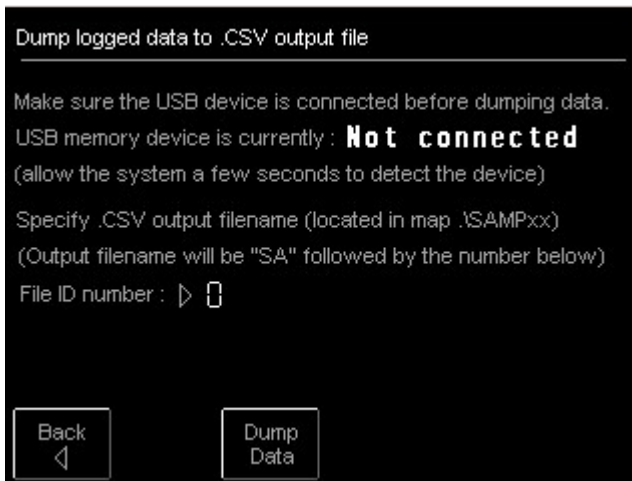 Dump logged data to .CSV output file
Make sure the USB device is connected before dumping data.
USB memory device is currently : Not connected
(allow the system a few seconds to detect the device)
Specify .CSV output filename (located in map .\SAMPxx)
(Output filename will be "SA" followed by the number below)
File ID number : ▷ 0
Back
Dump
Data